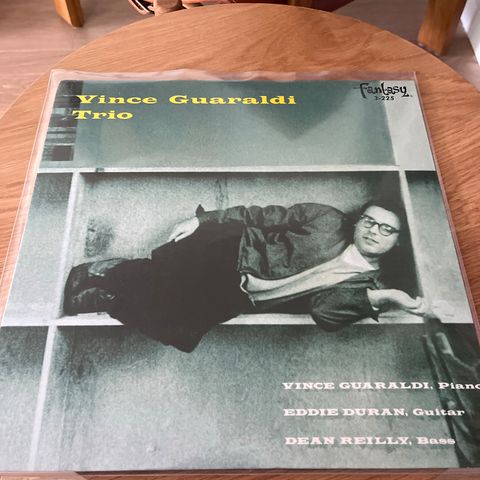 Vince Guaraldi
Trio
Fantasy
3-225
VINCE GUARALDI, Piano
EDDIE DURAN, Guitar
DEAN REILLY, Bass